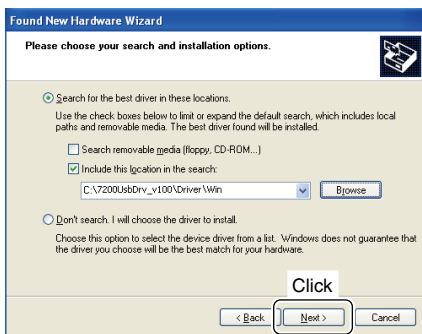 Found New Hardware Wizard
Please choose your search and installation options.
Search for the best driver in these locations.
Use the check boxes below to limit or expand the default search, which includes local
paths and removable media. The best driver found will be installed.
Search removable media (floppy, CD-ROM...)
Include this location in the search:
C:\7200UsbDrv_v100\Driver\Win
Browse
Don't search. I will choose the driver to install.
Choose this option to select the device driver from a list. Windows does not guarantee that
the driver you choose will be the best match for your hardware.
Click
< Back
Next >
Cancel